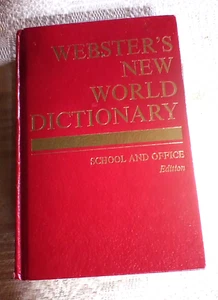 WEBSTER'S
NEW
WORLD
DICTIONARY
SCHOOL AND OFFICE
Edition